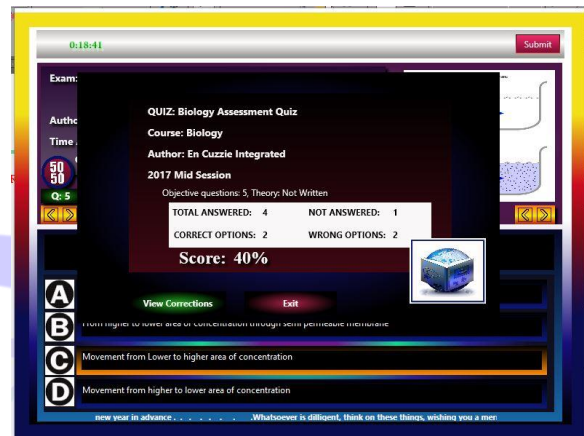 0:18:41
Submit
Exam:
Time
50
50
Q: 5
QUIZ: Biology Assessment Quiz
Course: Biology
Author: En Cuzzie Integrated
2017 Mid Session
Objective questions: 5, Theory: Not Written
TOTAL ANSWERED: 4 NOT ANSWERED: 1
CORRECT OPTIONS: 2 WRONG OPTIONS: 2
Score: 40%
View Corrections Exit
A
B From higher to lower area of concentration through semi permeable membrane
C Movement from Lower to higher area of concentration
D Movement from higher to lower area of concentration
new year in advance . . . . . . . .Whatsoever is dilligent, think on these things, wishing you a